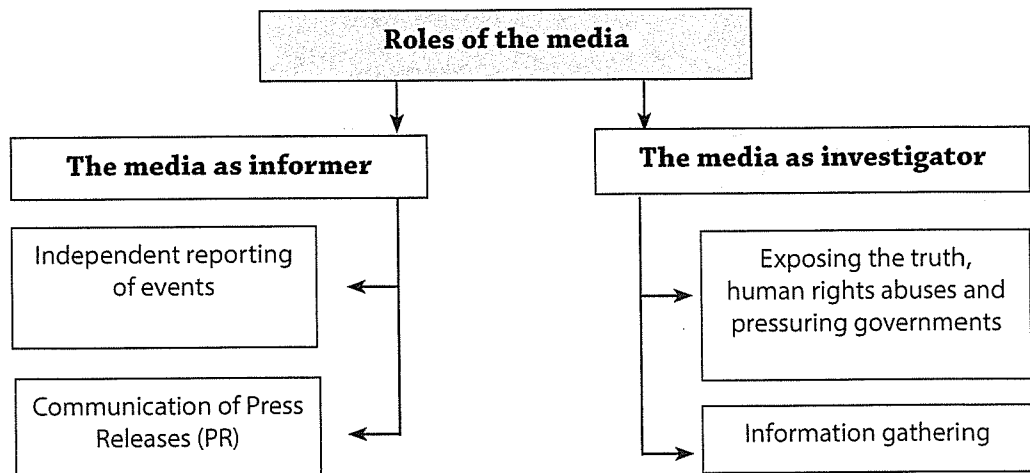 Roles of the media
The media as informer
The media as investigator
Independent reporting
of events
Exposing the truth,
human rights abuses and
pressuring governments
Communication of Press
Releases (PR)
Information gathering